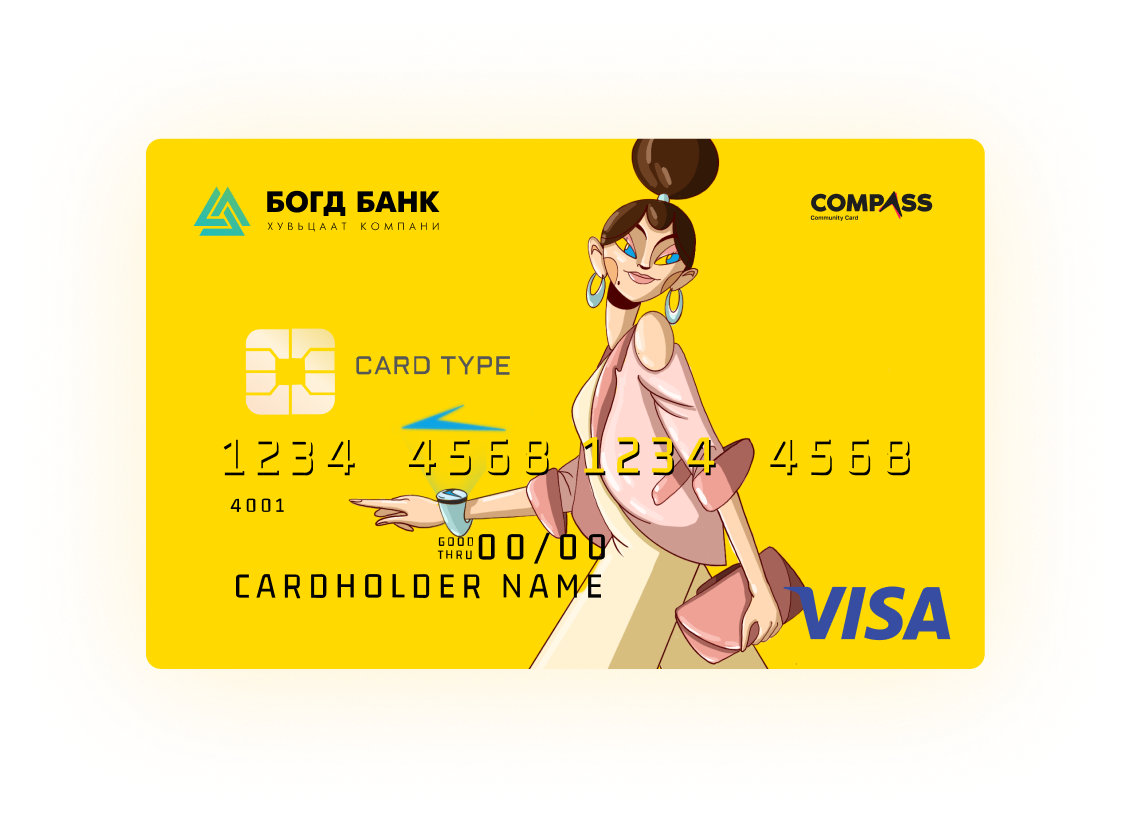 БОГД БАНК
ХУВЬЦААТ КОМПАНИ
COMPASS
Community Card
CARD TYPE
1234 4568 1234 4568
4001
GOOD
THRU 00/00
CARDHOLDER NAME
VISA